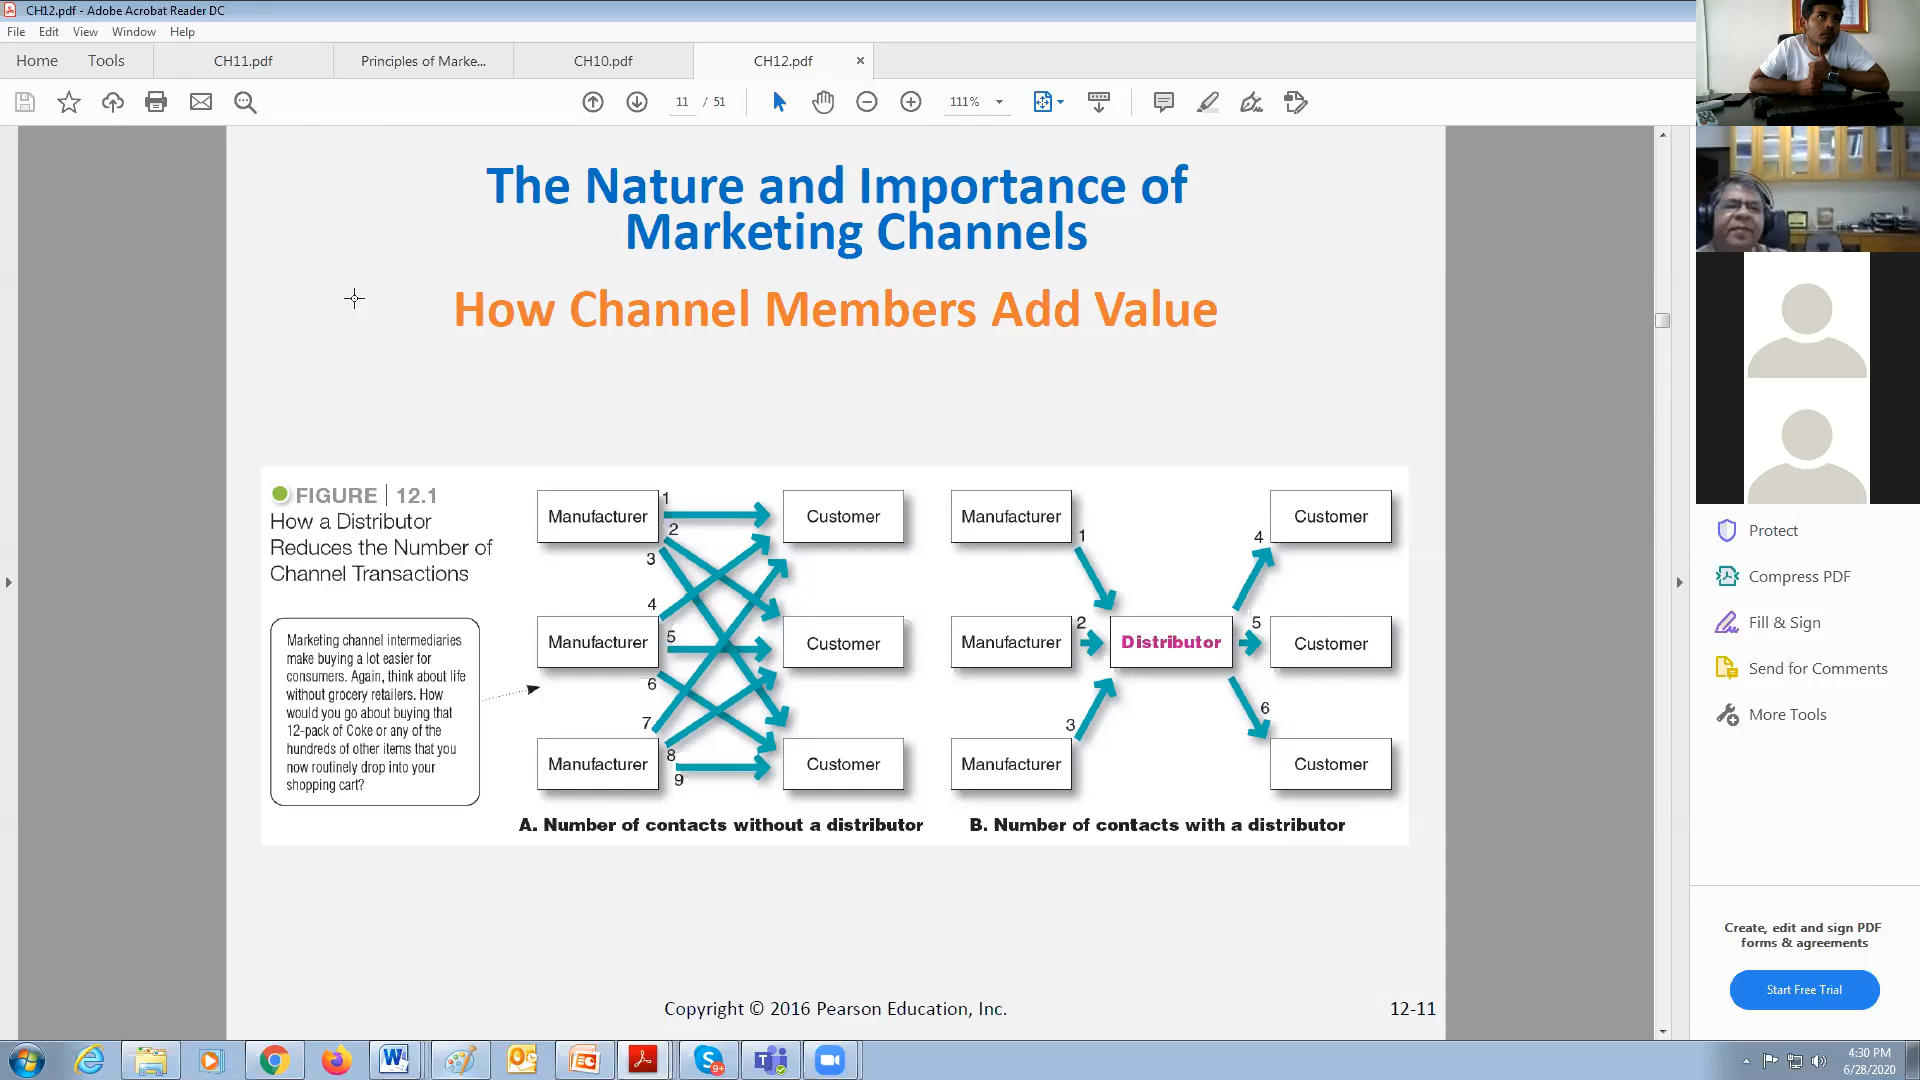 CH12.pdf - Adobe Acrobat Reader DC
File Edit View Window Help
Home Tools CH11.pdf Principles of Marke... CH10.pdf CH12.pdf ×
11 / 51 111%
The Nature and Importance of
Marketing Channels
How Channel Members Add Value
FIGURE | 12.1
How a Distributor
Reduces the Number of
Channel Transactions
Marketing channel intermediaries
make buying a lot easier for
consumers. Again, think about life
without grocery retailers. How
would you go about buying that
12-pack of Coke or any of the
hundreds of other items that you
now routinely drop into your
shopping cart?
Manufacturer 1 Customer
2
3
4
Manufacturer 5 Customer
6
7
Manufacturer 8 Customer
9
A. Number of contacts without a distributor
Manufacturer Customer
1 4
2 5
Manufacturer Distributor Customer
3 6
Manufacturer Customer
B. Number of contacts with a distributor
Copyright © 2016 Pearson Education, Inc.
12-11
Protect
Compress PDF
Fill & Sign
Send for Comments
More Tools
Create, edit and sign PDF
forms & agreements
Start Free Trial
9+
4:30 PM
6/28/2020